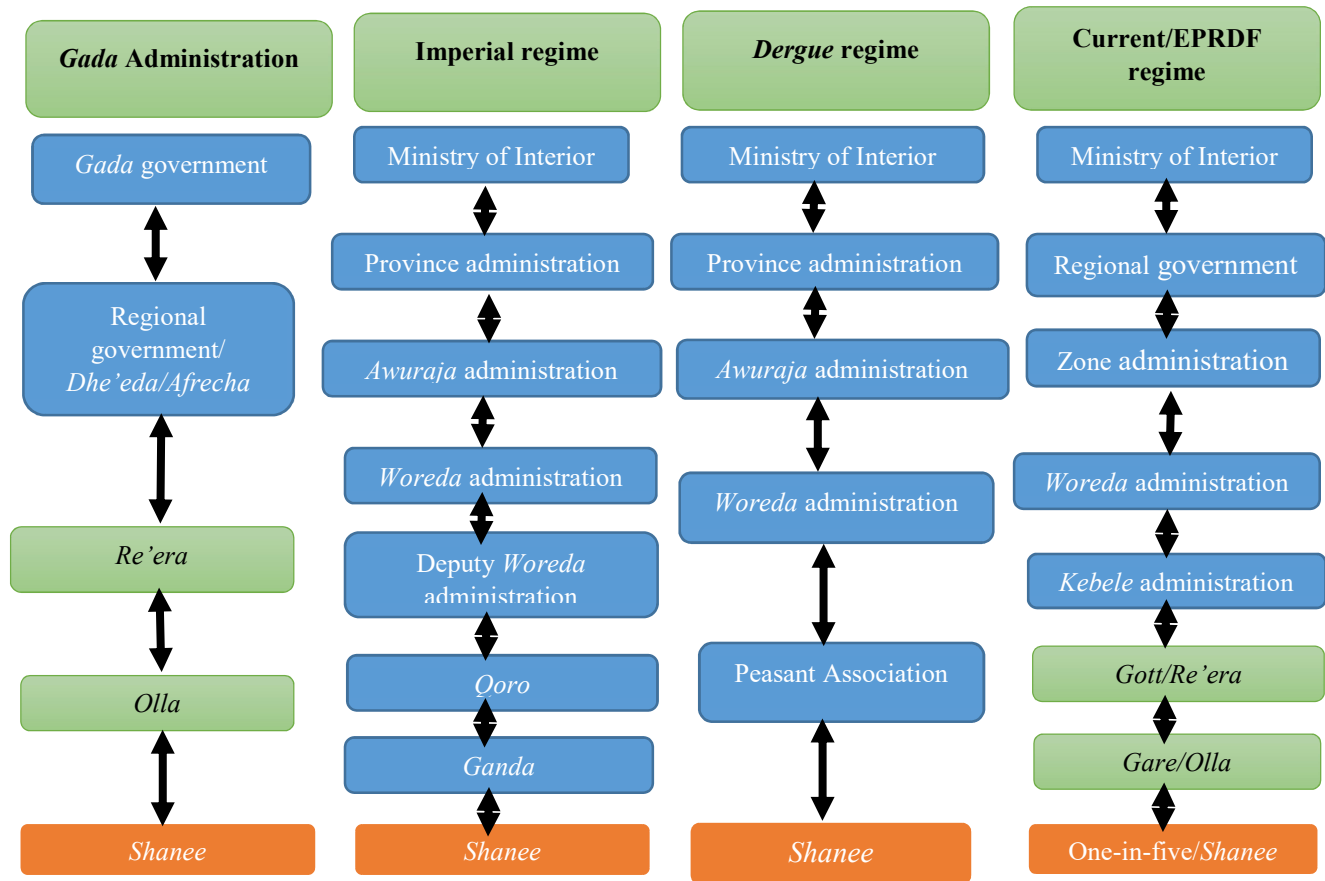 Gada Administration
Gada government
Regional
government/
Dhe’eda/Afrecha
Re’era
Olla
Shanee
Imperial regime
Ministry of Interior
Province administration
Awuraja administration
Woreda administration
Deputy Woreda
administration
Qoro
Ganda
Shanee
Dergue regime
Ministry of Interior
Province administration
Awuraja administration
Woreda administration
Peasant Association
Shanee
Current/EPRDF
regime
Ministry of Interior
Regional government
Zone administration
Woreda administration
Kebele administration
Gott/Re’era
Gare/Olla
One-in-five/Shanee